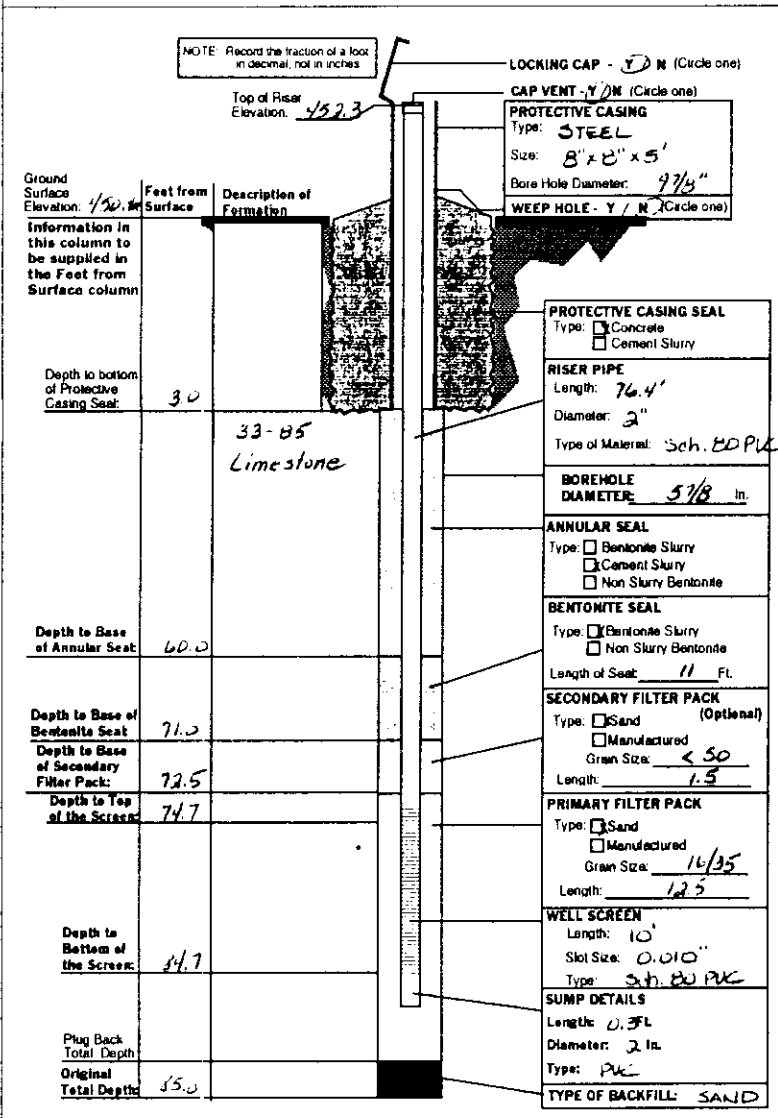 NOTE: Record the fraction of a foot
in decimal, not in inches
LOCKING CAP - Y / N (Circle one)
CAP VENT - Y / N (Circle one)
Top of Riser
Elevation: 452.3
PROTECTIVE CASING
Type: STEEL
Size: 8" x 8" x 5'
Bore Hole Diameter: 9 7/8"
WEEP HOLE - Y / N (Circle one)
Ground
Surface
Elevation: 450.
Feet from
Surface
Description of
Formation
Information in
this column to
be supplied in
the Feet from
Surface column
PROTECTIVE CASING SEAL
Type: Concrete
Cement Slurry
Depth to bottom
of Protective
Casing Seal: 3.0
RISER PIPE
Length: 76.4'
Diameter: 2"
Type of Material: Sch. 80 PVC
33-85
Limestone
BOREHOLE
DIAMETER: 5 7/8 In.
ANNULAR SEAL
Type: Bentonite Slurry
Cement Slurry
Non Slurry Bentonite
BENTONITE SEAL
Type: Bentonite Slurry
Non Slurry Bentonite
Length of Seal: 11 Ft.
Depth to Base
of Annular Seal: 60.0
SECONDARY FILTER PACK
(Optional)
Type: Sand
Manufactured
Grain Size: < 50
Length: 1.5
Depth to Base of
Bentonite Seal: 71.0
Depth to Base
of Secondary
Filter Pack: 72.5
Depth to Top
of the Screen: 74.7
PRIMARY FILTER PACK
Type: Sand
Manufactured
Grain Size: 16/35
Length: 12.5
WELL SCREEN
Length: 10'
Slot Size: 0.010"
Type: Sch. 80 PVC
Depth to
Bottom of
the Screen: 84.7
SUMP DETAILS
Length: 0.3 Ft.
Diameter: 2 In.
Type: PVC
Plug Back
Total Depth
Original
Total Depth: 85.0
TYPE OF BACKFILL: SAND